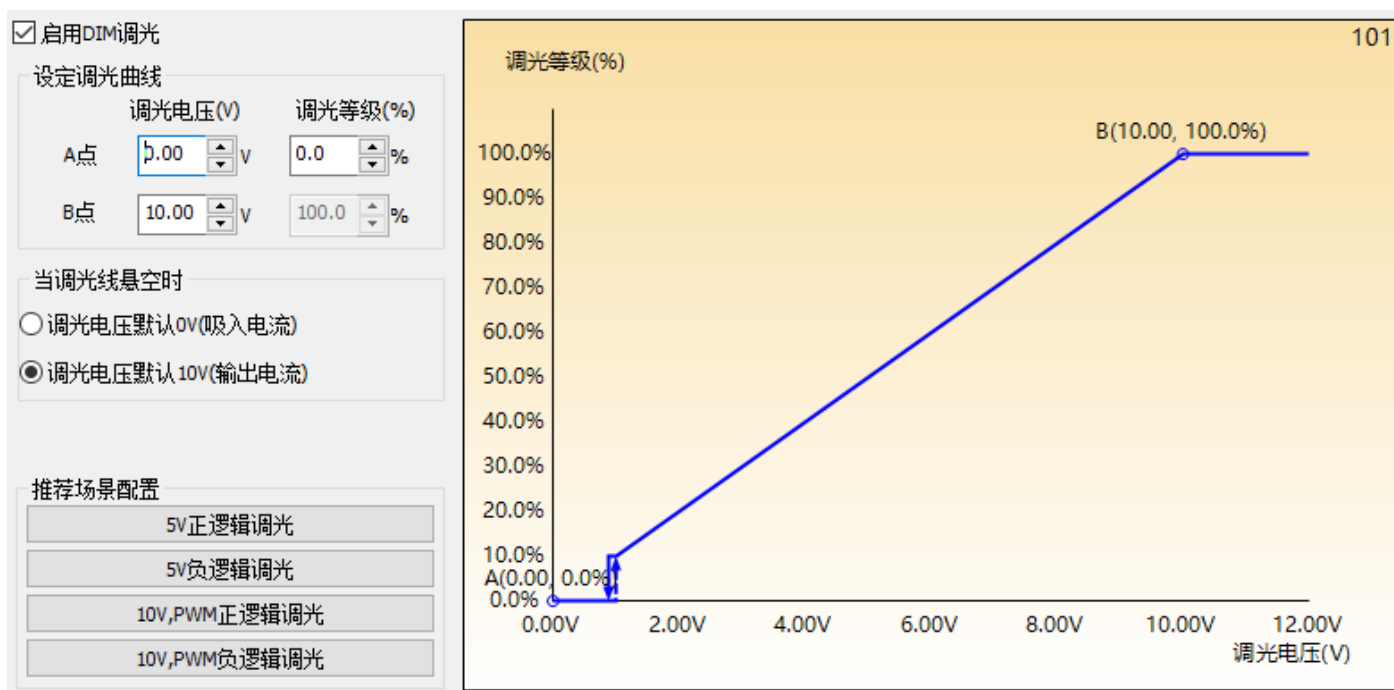 启用DIM调光
设定调光曲线
调光电压(V) 调光等级(%)
A点 0.00 V 0.0 %
B点 10.00 V 100.0 %
当调光线悬空时
调光电压默认0V(吸入电流)
调光电压默认10V(输出电流)
推荐场景配置
5V正逻辑调光
5V负逻辑调光
10V,PWM正逻辑调光
10V,PWM负逻辑调光
101
调光等级(%)
B(10.00, 100.0%)
100.0%
90.0%
80.0%
70.0%
60.0%
50.0%
40.0%
30.0%
20.0%
10.0%
A(0.00, 0.0%)
0.0%
0.00V 2.00V 4.00V 6.00V 8.00V 10.00V 12.00V
调光电压(V)